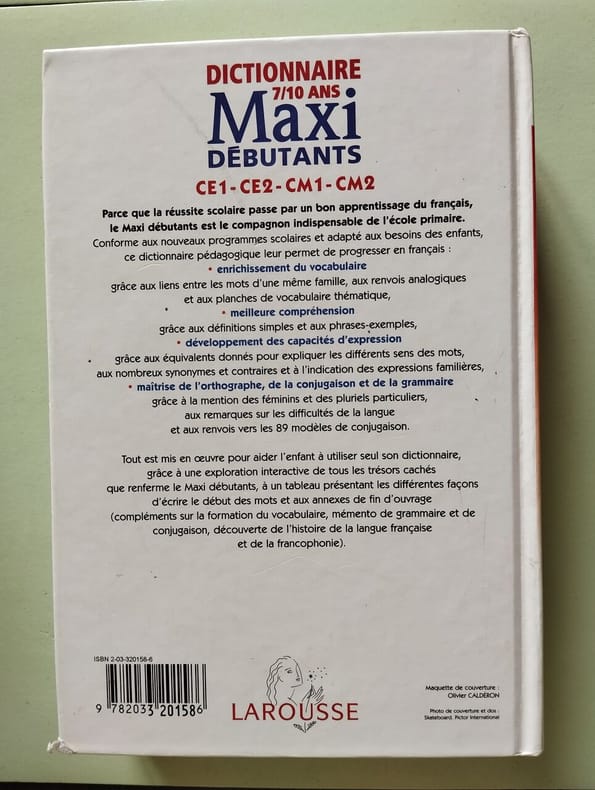 DICTIONNAIRE
7/10 ANS
Maxi
DÉBUTANTS
CE1 - CE2 - CM1 - CM2
Parce que la réussite scolaire passe par un bon apprentissage du français,
le Maxi débutants est le compagnon indispensable de l'école primaire.
Conforme aux nouveaux programmes scolaires et adapté aux besoins des enfants,
ce dictionnaire pédagogique leur permet de progresser en français :
• enrichissement du vocabulaire
grâce aux liens entre les mots d'une même famille, aux renvois analogiques
et aux planches de vocabulaire thématique,
• meilleure compréhension
grâce aux définitions simples et aux phrases-exemples,
• développement des capacités d'expression
grâce aux équivalents donnés pour expliquer les différents sens des mots,
aux nombreux synonymes et contraires et à l'indication des expressions familières,
• maîtrise de l'orthographe, de la conjugaison et de la grammaire
grâce à la mention des féminins et des pluriels particuliers,
aux remarques sur les difficultés de la langue
et aux renvois vers les 89 modèles de conjugaison.
Tout est mis en œuvre pour aider l'enfant à utiliser seul son dictionnaire,
grâce à une exploration interactive de tous les trésors cachés
que renferme le Maxi débutants, à un tableau présentant les différentes façons
d'écrire le début des mots et aux annexes de fin d'ouvrage
(compléments sur la formation du vocabulaire, mémento de grammaire et de
conjugaison, découverte de l'histoire de la langue française
et de la francophonie).
ISBN 2-03-320158-6
9 782033 201586
LAROUSSE
Maquette de couverture :
Olivier CALDERON
Photo de couverture et dos :
Skateboard. Pictor International